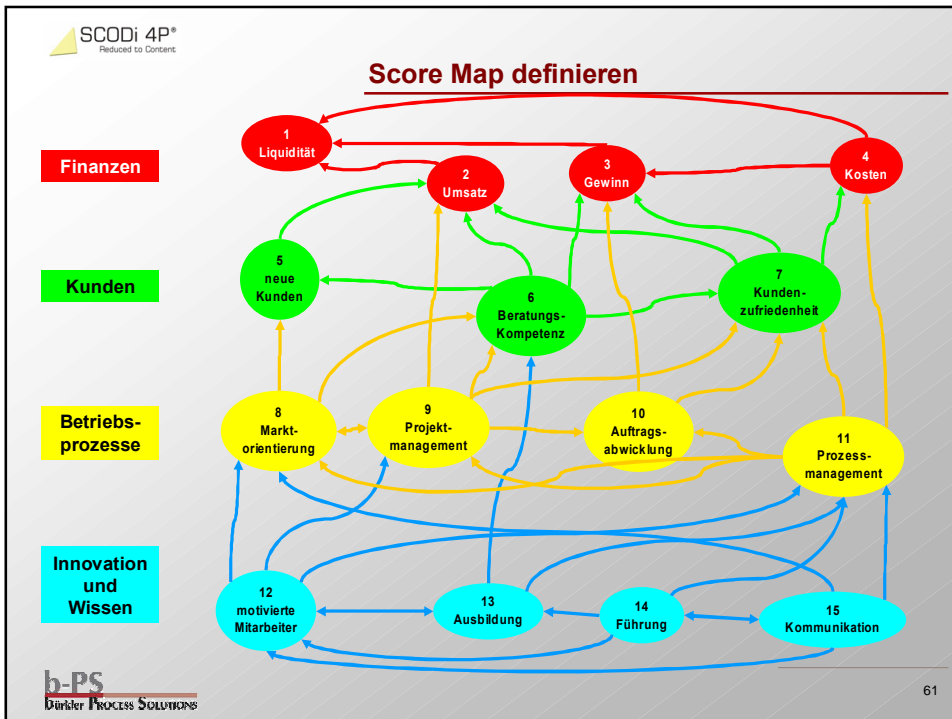 SCODi 4P®
Reduced to Content
Score Map definieren
Finanzen
1
Liquidität
2
Umsatz
3
Gewinn
4
Kosten
Kunden
5
neue
Kunden
6
Beratungs-
Kompetenz
7
Kunden-
zufriedenheit
Betriebs-
prozesse
8
Markt-
orientierung
9
Projekt-
management
10
Auftrags-
abwicklung
11
Prozess-
management
Innovation
und
Wissen
12
motivierte
Mitarbeiter
13
Ausbildung
14
Führung
15
Kommunikation
b-PS
Dürkler PROCESS SOLUTIONS
61